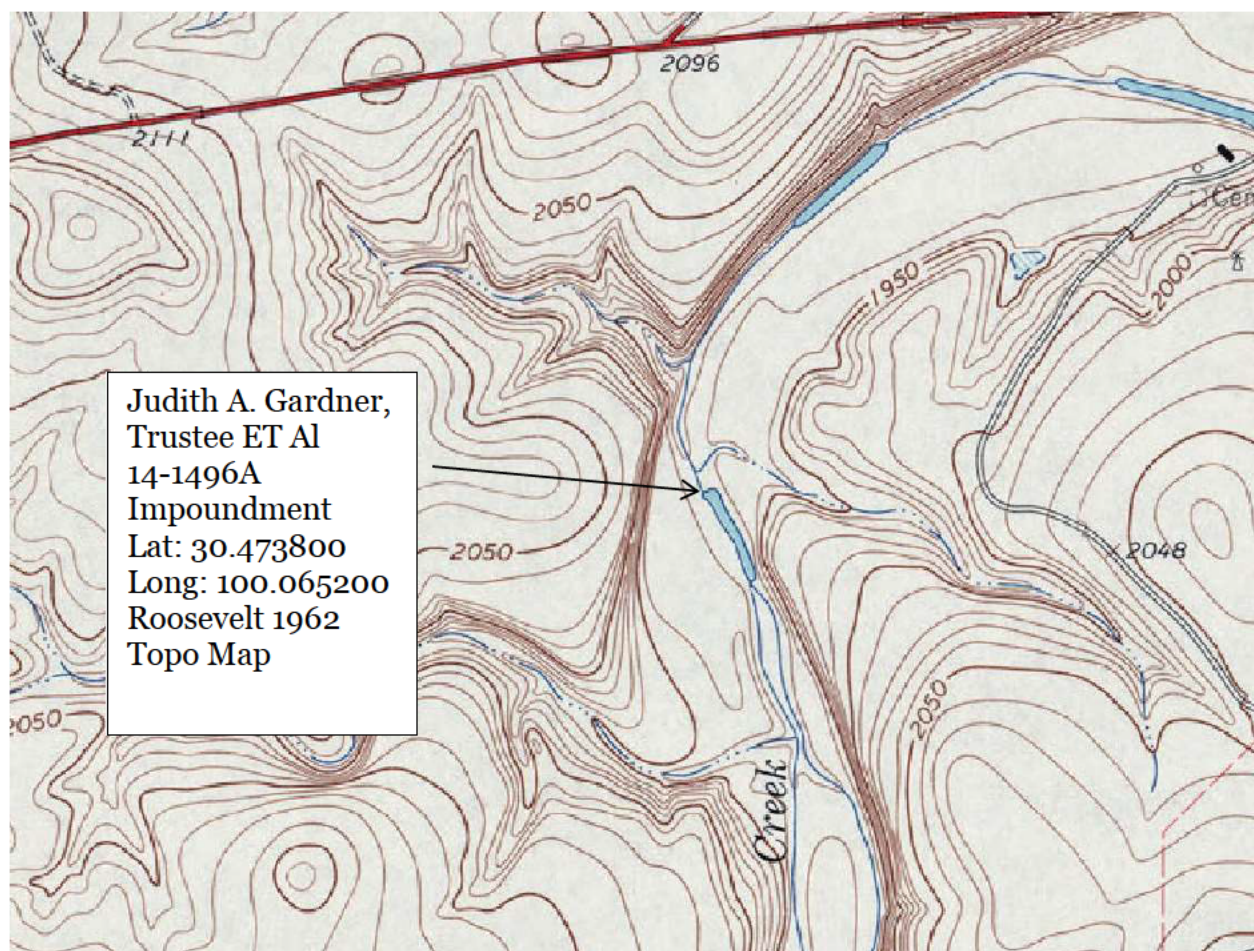 2096
2111
2050
Cem
1950
2000
Judith A. Gardner,
Trustee ET Al
14-1496A
Impoundment
Lat: 30.473800
Long: 100.065200
Roosevelt 1962
Topo Map
2050
2048
2050
2050
Creek